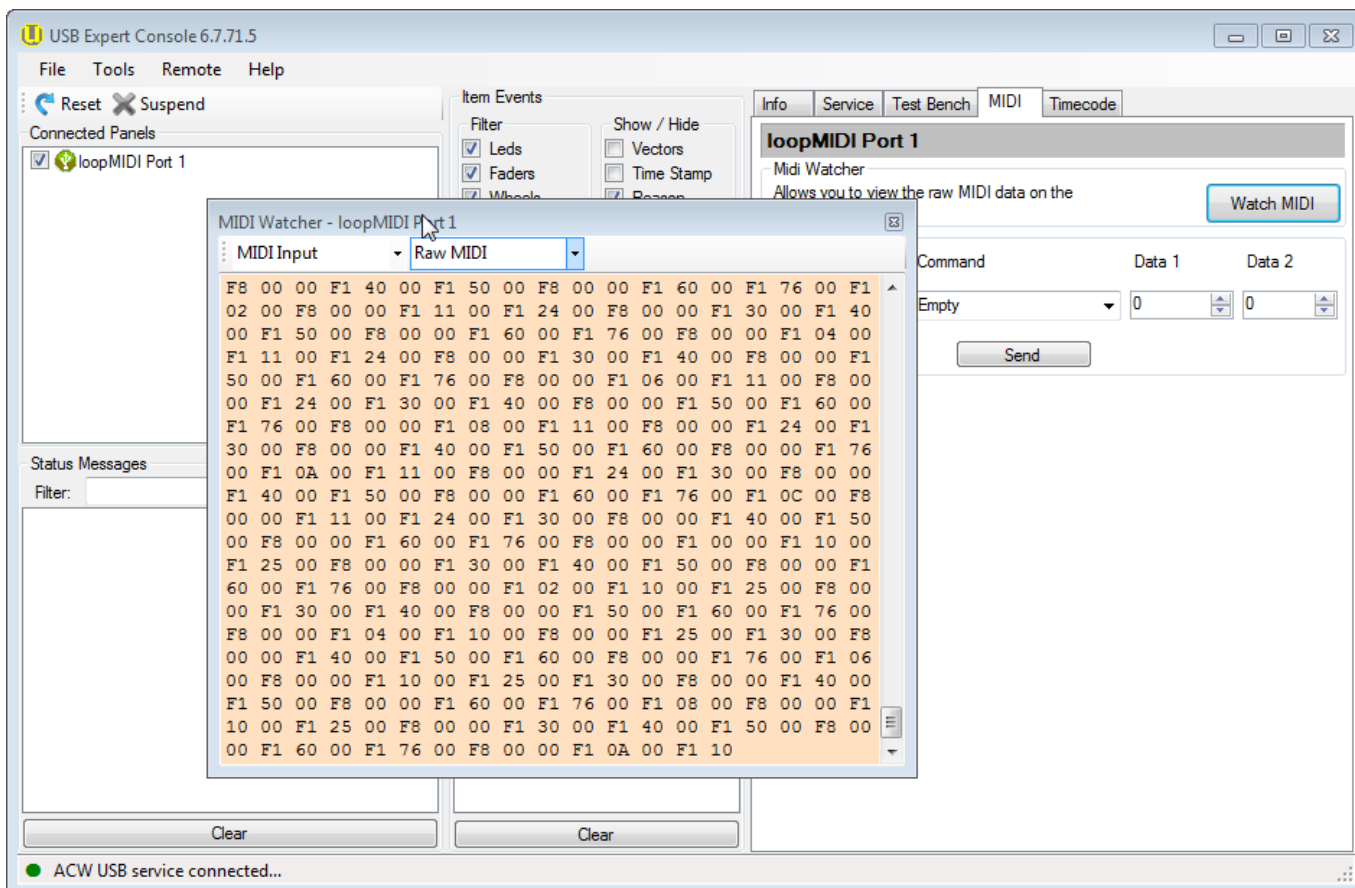 USB Expert Console 6.7.71.5
File Tools Remote Help
Reset Suspend
Connected Panels
loopMIDI Port 1
Item Events
Filter
Show / Hide
Leds
Vectors
Faders
Time Stamp
Wheels
Reason
Info Service Test Bench MIDI Timecode
loopMIDI Port 1
Midi Watcher
Allows you to view the raw MIDI data on the
Watch MIDI
Command Data 1 Data 2
Empty 0 0
Send
MIDI Watcher - loopMIDI Port 1
MIDI Input Raw MIDI
F8 00 00 F1 40 00 F1 50 00 F8 00 00 F1 60 00 F1 76 00 F1
02 00 F8 00 00 F1 11 00 F1 24 00 F8 00 00 F1 30 00 F1 40
00 F1 50 00 F8 00 00 F1 60 00 F1 76 00 F8 00 00 F1 04 00
F1 11 00 F1 24 00 F8 00 00 F1 30 00 F1 40 00 F8 00 00 F1
50 00 F1 60 00 F1 76 00 F8 00 00 F1 06 00 F1 11 00 F8 00
00 F1 24 00 F1 30 00 F1 40 00 F8 00 00 F1 50 00 F1 60 00
F1 76 00 F8 00 00 F1 08 00 F1 11 00 F8 00 00 F1 24 00 F1
30 00 F8 00 00 F1 40 00 F1 50 00 F1 60 00 F8 00 00 F1 76
00 F1 0A 00 F1 11 00 F8 00 00 F1 24 00 F1 30 00 F8 00 00
F1 40 00 F1 50 00 F8 00 00 F1 60 00 F1 76 00 F1 0C 00 F8
00 00 F1 11 00 F1 24 00 F1 30 00 F8 00 00 F1 40 00 F1 50
00 F8 00 00 F1 60 00 F1 76 00 F8 00 00 F1 00 00 F1 10 00
F1 25 00 F8 00 00 F1 30 00 F1 40 00 F1 50 00 F8 00 00 F1
60 00 F1 76 00 F8 00 00 F1 02 00 F1 10 00 F1 25 00 F8 00
00 F1 30 00 F1 40 00 F8 00 00 F1 50 00 F1 60 00 F1 76 00
F8 00 00 F1 04 00 F1 10 00 F8 00 00 F1 25 00 F1 30 00 F8
00 00 F1 40 00 F1 50 00 F1 60 00 F8 00 00 F1 76 00 F1 06
00 F8 00 00 F1 10 00 F1 25 00 F1 30 00 F8 00 00 F1 40 00
F1 50 00 F8 00 00 F1 60 00 F1 76 00 F1 08 00 F8 00 00 F1
10 00 F1 25 00 F8 00 00 F1 30 00 F1 40 00 F1 50 00 F8 00
00 F1 60 00 F1 76 00 F8 00 00 F1 0A 00 F1 10
Status Messages
Filter:
Clear
Clear
ACW USB service connected...